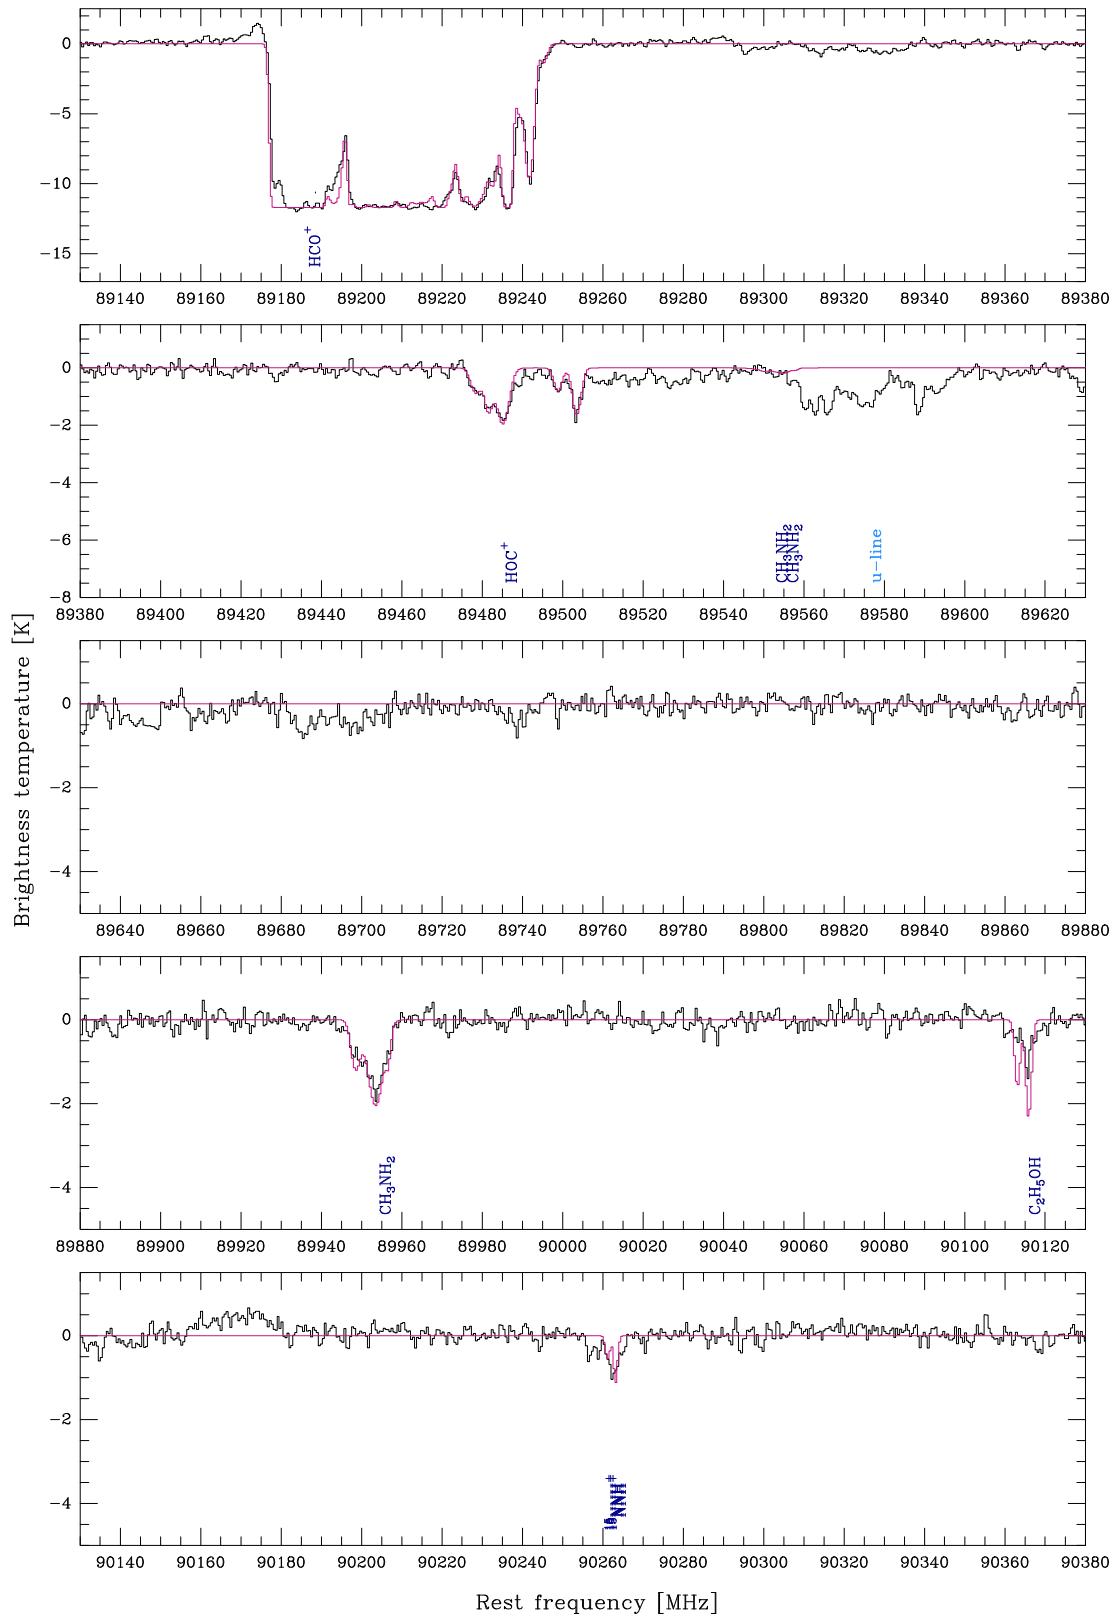 0
−5
−10
−15
HCO+
89140 89160 89180 89200 89220 89240 89260 89280 89300 89320 89340 89360 89380
0
−2
−4
−6
−8
HOC+
CH3NH2
CH3NH2
u−line
89380 89400 89420 89440 89460 89480 89500 89520 89540 89560 89580 89600 89620
Brightness temperature [K]
0
−2
−4
89640 89660 89680 89700 89720 89740 89760 89780 89800 89820 89840 89860 89880
0
−2
−4
CH3NH2
C2H5OH
89880 89900 89920 89940 89960 89980 90000 90020 90040 90060 90080 90100 90120
0
−2
−4
90140 90160 90180 90200 90220 90240 90260 90280 90300 90320 90340 90360 90380
Rest frequency [MHz]